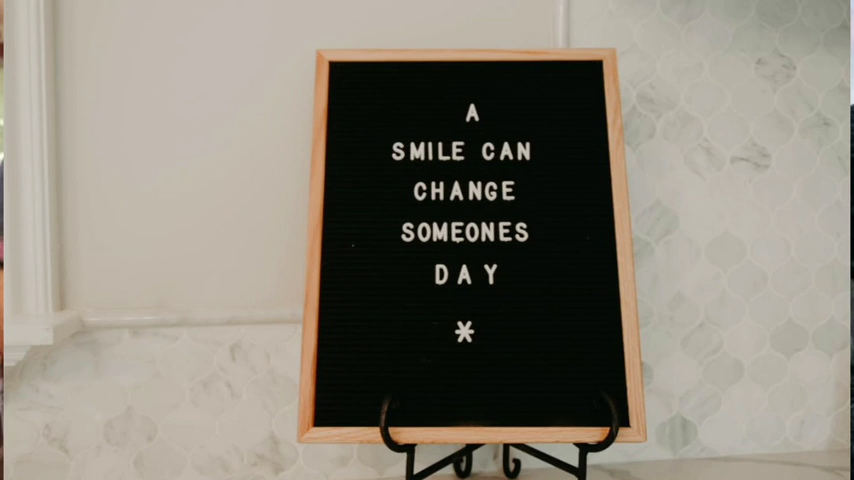 A
SMILE CAN
CHANGE
SOMEONES
DAY
*